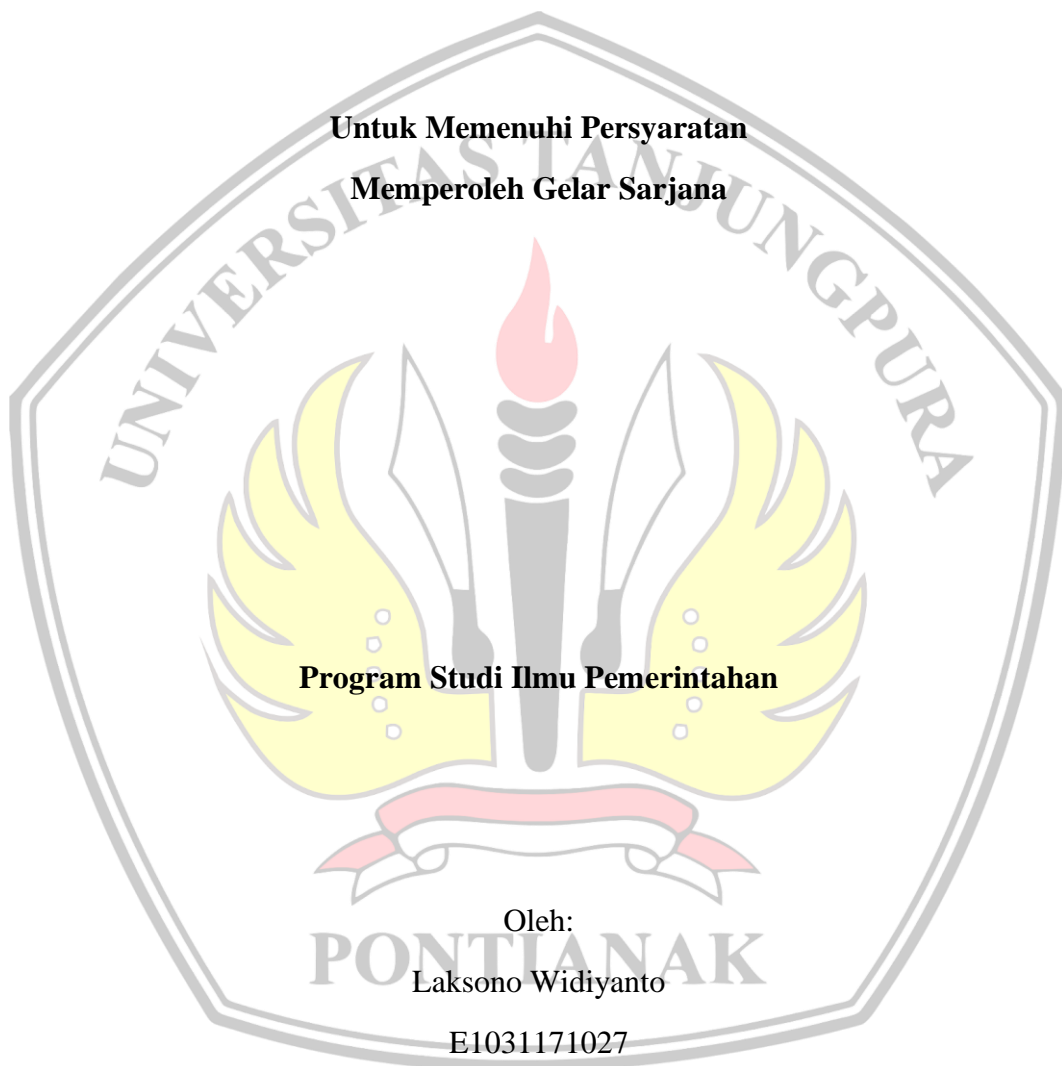 Untuk Memenuhi Persyaratan
Memperoleh Gelar Sarjana
UNIVERSITAS TANJUNGPURA
Program Studi Ilmu Pemerintahan
Oleh:
PONTIANAK
Laksono Widiyanto
E1031171027